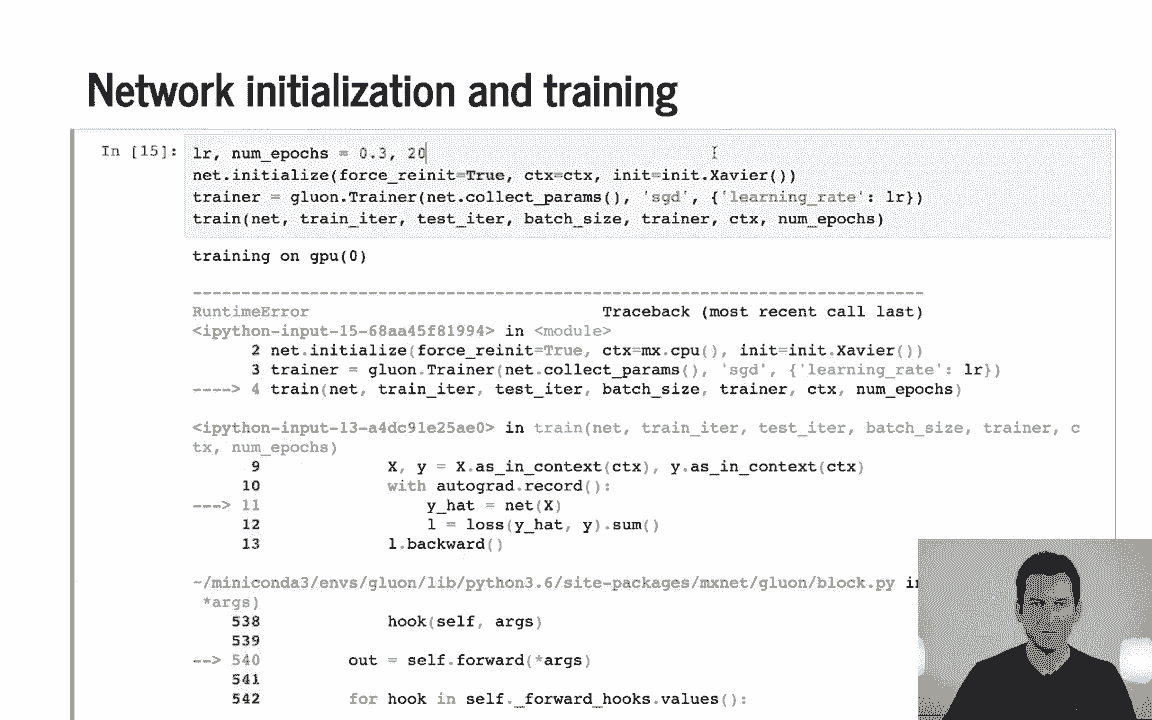 Network initialization and training
In [15]: lr, num_epochs = 0.3, 20
net.initialize(force_reinit=True, ctx=ctx, init=init.Xavier())
trainer = gluon.Trainer(net.collect_params(), 'sgd', {'learning_rate': lr})
train(net, train_iter, test_iter, batch_size, trainer, ctx, num_epochs)
training on gpu(0)
---------------------------------------------------------------------------
RuntimeError                              Traceback (most recent call last)
<ipython-input-15-68aa45f81994> in <module>
      2 net.initialize(force_reinit=True, ctx=mx.cpu(), init=init.Xavier())
      3 trainer = gluon.Trainer(net.collect_params(), 'sgd', {'learning_rate': lr})
----> 4 train(net, train_iter, test_iter, batch_size, trainer, ctx, num_epochs)
<ipython-input-13-a4dc91e25ae0> in train(net, train_iter, test_iter, batch_size, trainer, c
tx, num_epochs)
      9             X, y = X.as_in_context(ctx), y.as_in_context(ctx)
     10             with autograd.record():
---> 11                 y_hat = net(X)
     12                 l = loss(y_hat, y).sum()
     13             l.backward()
~/miniconda3/envs/gluon/lib/python3.6/site-packages/mxnet/gluon/block.py in
*args)
    538             hook(self, args)
    539
--> 540         out = self.forward(*args)
    541
    542         for hook in self._forward_hooks.values():